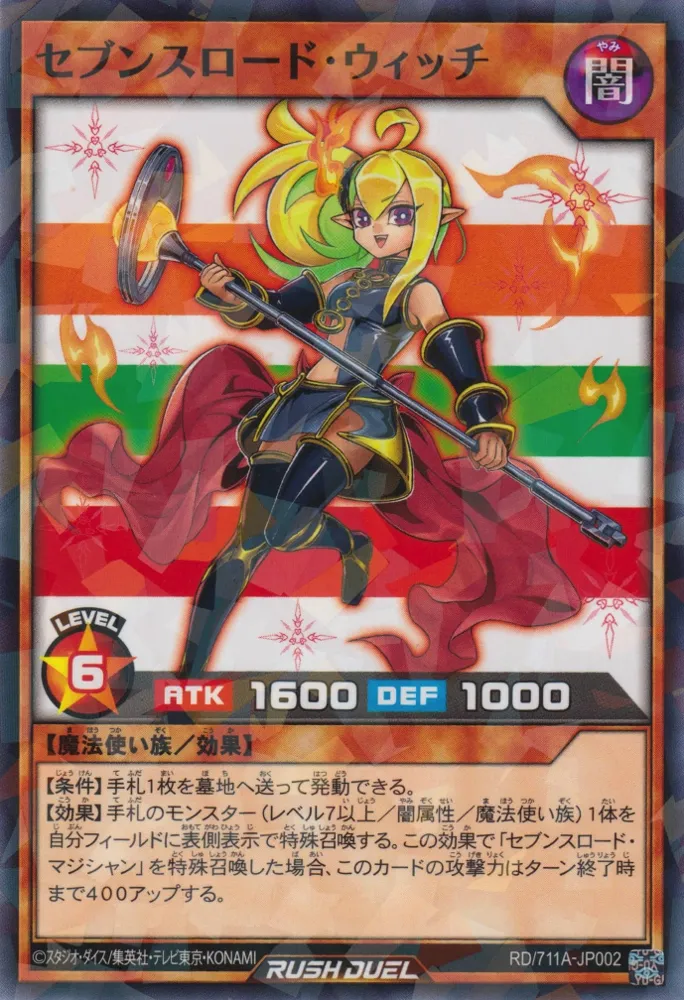 セブンスロード・ウィッチ
やみ
闇
LEVEL
6
ATK 1600 DEF 1000
【魔法使い族／効果】
【条件】手札1枚を墓地へ送って発動できる。
【効果】手札のモンスター（レベル7以上／闇属性／魔法使い族）1体を
自分フィールドに表側表示で特殊召喚する。この効果で「セブンスロード・
マジシャン」を特殊召喚した場合、このカードの攻撃力はターン終了時
まで400アップする。
©スタジオ・ダイス/集英社・テレビ東京・KONAMI
RD/711A-JP002
RUSH DUEL